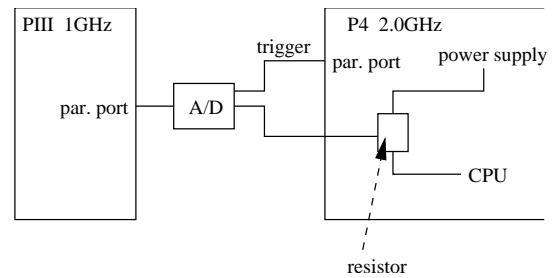 PIII 1GHz
P4 2.0GHz
trigger
par. port
power supply
par. port
A/D
CPU
resistor